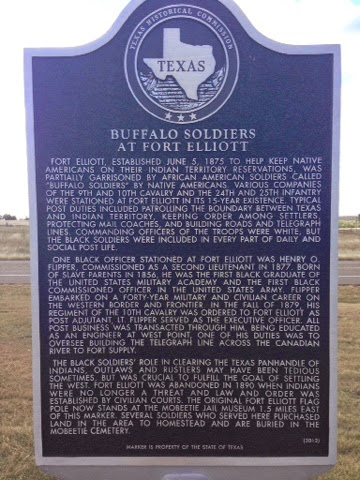 TEXAS HISTORICAL COMMISSION
TEXAS
BUFFALO SOLDIERS
AT FORT ELLIOTT
FORT ELLIOTT, ESTABLISHED JUNE 5, 1875 TO HELP KEEP NATIVE
AMERICANS ON THEIR INDIAN TERRITORY RESERVATIONS, WAS
PARTIALLY GARRISONED BY AFRICAN AMERICAN SOLDIERS CALLED
"BUFFALO SOLDIERS" BY NATIVE AMERICANS. VARIOUS COMPANIES
OF THE 9TH AND 10TH CAVALRY AND THE 24TH AND 25TH INFANTRY
WERE STATIONED AT FORT ELLIOTT IN ITS 15-YEAR EXISTENCE. TYPICAL
POST DUTIES INCLUDED PATROLLING THE BOUNDARY BETWEEN TEXAS
AND INDIAN TERRITORY, KEEPING ORDER AMONG SETTLERS,
PROTECTING MAIL COACHES, AND BUILDING ROADS AND TELEGRAPH
LINES. COMMANDING OFFICERS OF THE TROOPS WERE WHITE, BUT
THE BLACK SOLDIERS WERE INCLUDED IN EVERY PART OF DAILY AND
SOCIAL POST LIFE.
ONE BLACK OFFICER STATIONED AT FORT ELLIOTT WAS HENRY O.
FLIPPER, COMMISSIONED AS A SECOND LIEUTENANT IN 1877. BORN
OF SLAVE PARENTS IN 1856, HE WAS THE FIRST BLACK GRADUATE OF
THE UNITED STATES MILITARY ACADEMY AND THE FIRST BLACK
COMMISSIONED OFFICER IN THE UNITED STATES ARMY. FLIPPER
EMBARKED ON A FORTY-YEAR MILITARY AND CIVILIAN CAREER ON
THE WESTERN BORDER AND FRONTIER. IN THE FALL OF 1879, HIS
REGIMENT OF THE 10TH CAVALRY WAS ORDERED TO FORT ELLIOTT AS
POST ADJUTANT. LT. FLIPPER SERVED AS THE EXECUTIVE OFFICER. ALL
POST BUSINESS WAS TRANSACTED THROUGH HIM. BEING EDUCATED
AS AN ENGINEER AT WEST POINT, ONE OF HIS DUTIES WAS TO
OVERSEE BUILDING THE TELEGRAPH LINE ACROSS THE CANADIAN
RIVER TO FORT SUPPLY.
THE BLACK SOLDIERS' ROLE IN CLEARING THE TEXAS PANHANDLE OF
INDIANS, OUTLAWS AND RUSTLERS MAY HAVE BEEN TEDIOUS
SOMETIMES, BUT WAS CRUCIAL TO FULFILL THE GOAL OF SETTLING
THE WEST. FORT ELLIOTT WAS ABANDONED IN 1890 WHEN INDIANS
WERE NO LONGER A THREAT AND LAW AND ORDER WAS
ESTABLISHED BY CIVILIAN COURTS. THE ORIGINAL FORT ELLIOTT FLAG
POLE NOW STANDS AT THE MOBEETIE JAIL MUSEUM 1.5 MILES EAST
OF THIS MARKER. SEVERAL SOLDIERS WHO SERVED HERE PURCHASED
LAND IN THE AREA TO HOMESTEAD AND ARE BURIED IN THE
MOBEETIE CEMETERY.
(2012)
MARKER IS PROPERTY OF THE STATE OF TEXAS